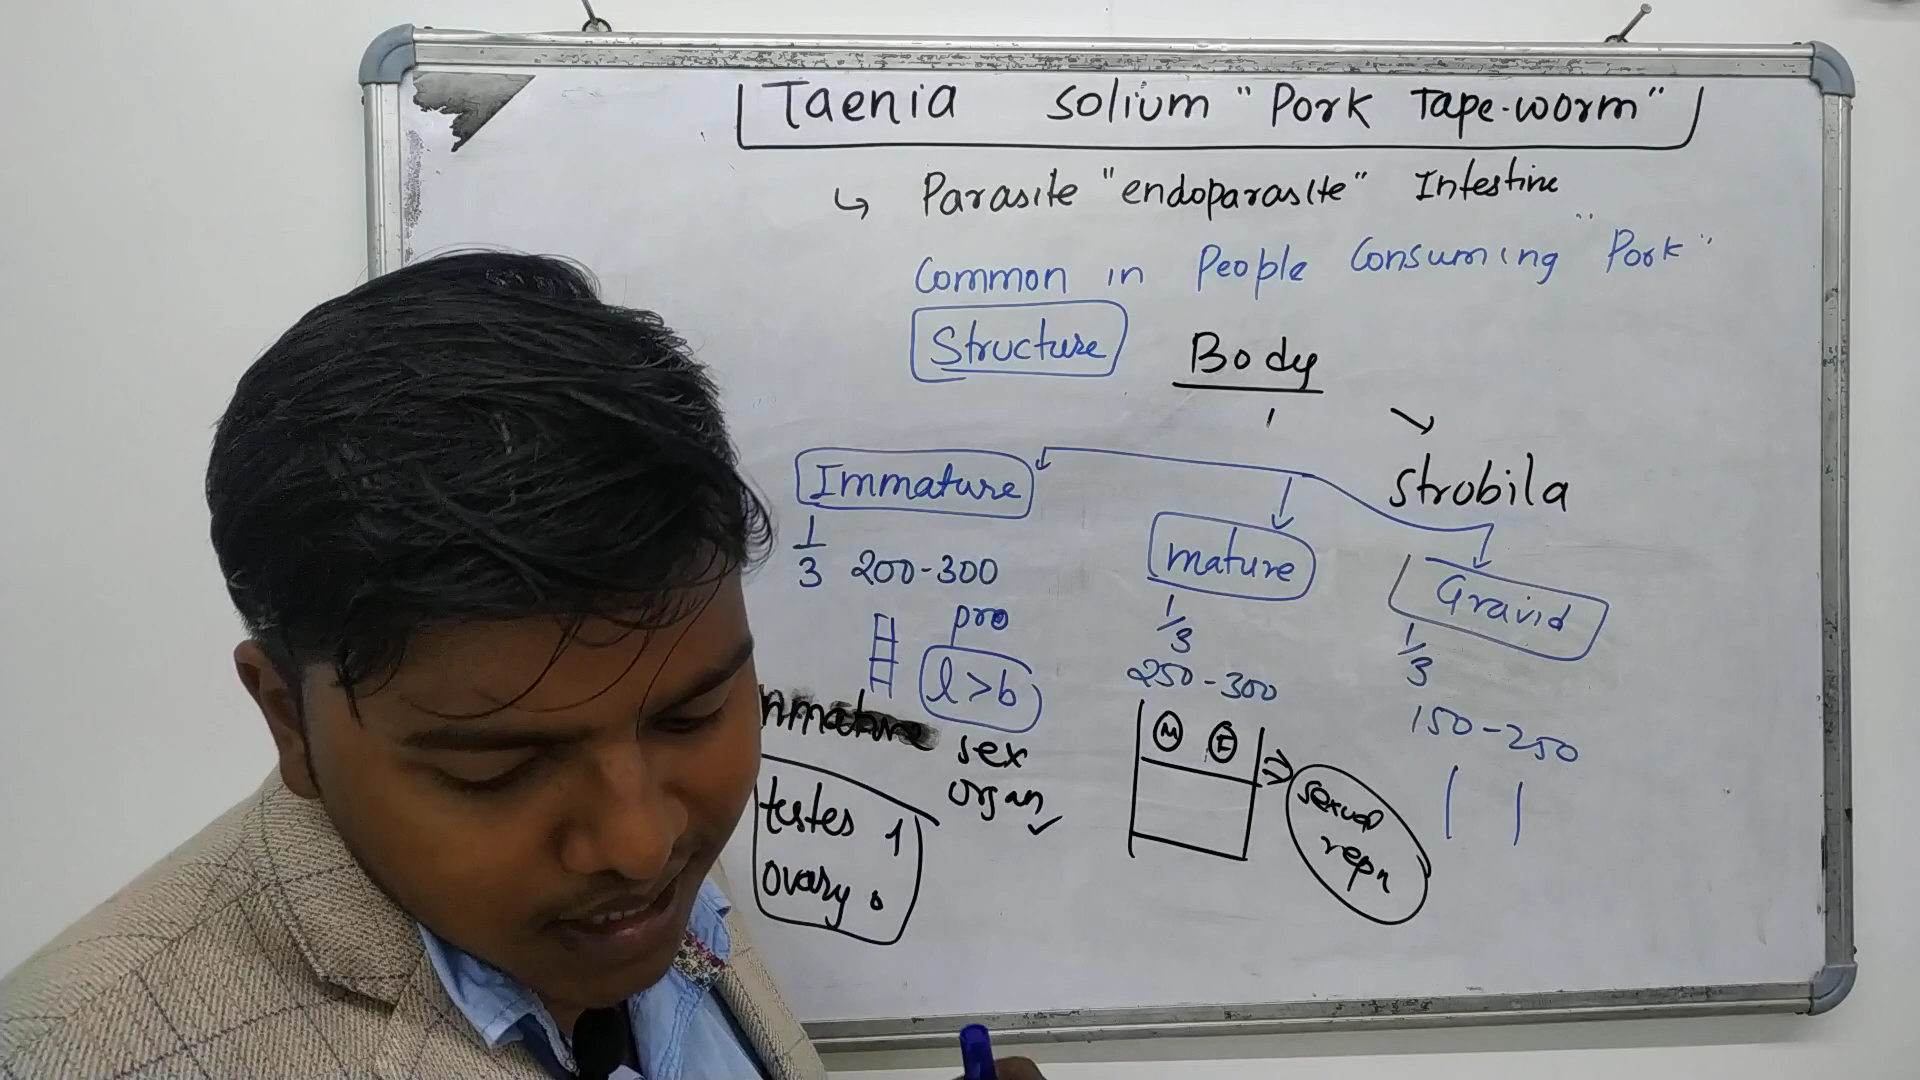 Taenia solium "Pork Tape-worm"
↳ Parasite "endoparasite" Intestine
Common in People Consuming "Pork"
Structure
Body
strobila
Immature
1/3 200-300
pro
l>b
sex
organ ✓
testes 1
ovary
mature
1/3
250-300
M
sexual
repn
Gravid
1/3
150-250